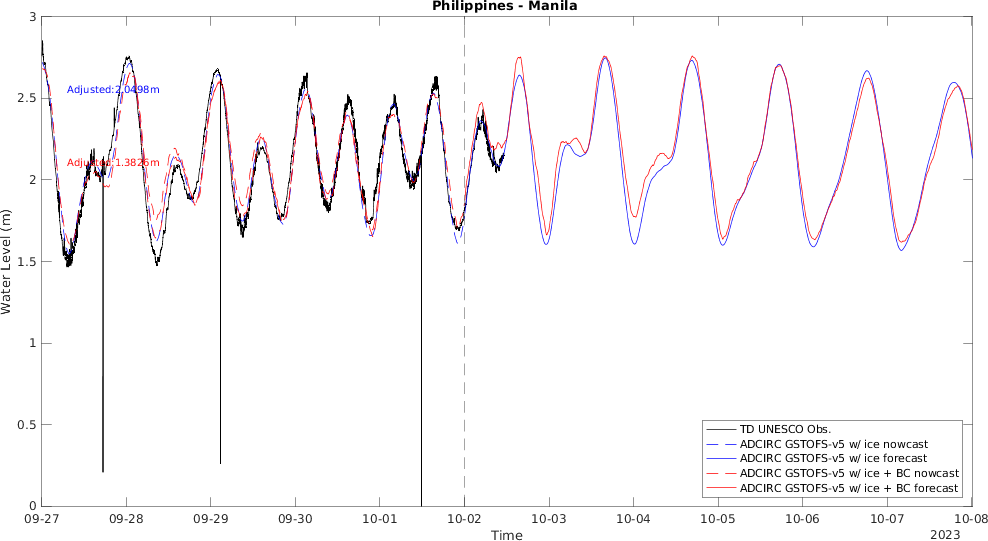 Philippines - Manila
3
2.5
2
1.5
1
0.5
0
Water Level (m)
Adjusted:2.0498m
Adjusted:1.3826m
TD UNESCO Obs.
ADCIRC GSTOFS-v5 w/ ice nowcast
ADCIRC GSTOFS-v5 w/ ice forecast
ADCIRC GSTOFS-v5 w/ ice + BC nowcast
ADCIRC GSTOFS-v5 w/ ice + BC forecast
09-27 09-28 09-29 09-30 10-01 10-02 10-03 10-04 10-05 10-06 10-07 10-08
Time
2023